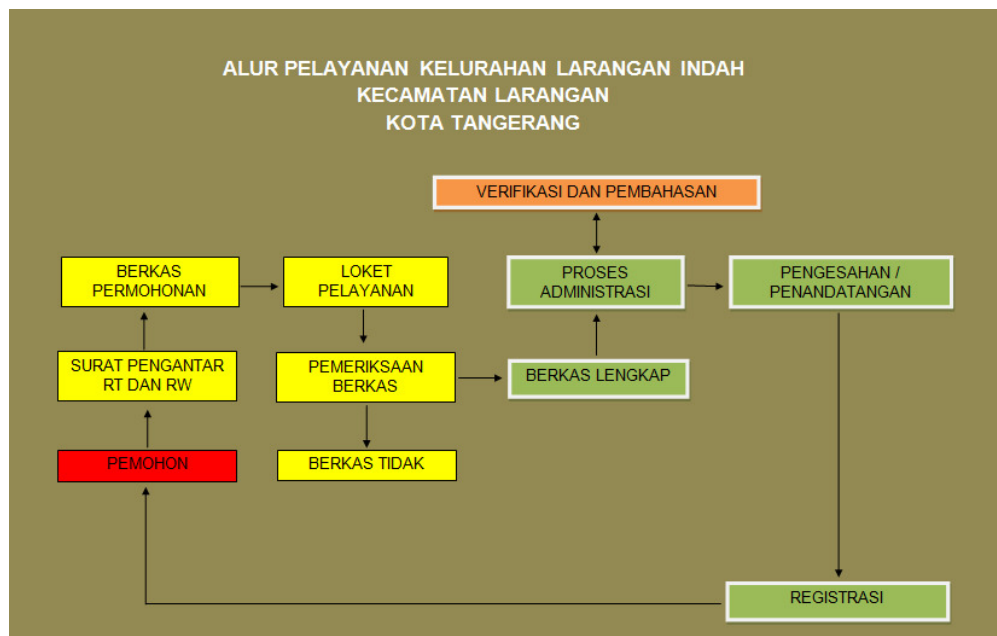 ALUR PELAYANAN KELURAHAN LARANGAN INDAH
KECAMATAN LARANGAN
KOTA TANGERANG
VERIFIKASI DAN PEMBAHASAN
BERKAS
PERMOHONAN
LOKET
PELAYANAN
PROSES
ADMINISTRASI
PENGESAHAN /
PENANDATANGAN
SURAT PENGANTAR
RT DAN RW
PEMERIKSAAN
BERKAS
BERKAS LENGKAP
PEMOHON
BERKAS TIDAK
REGISTRASI